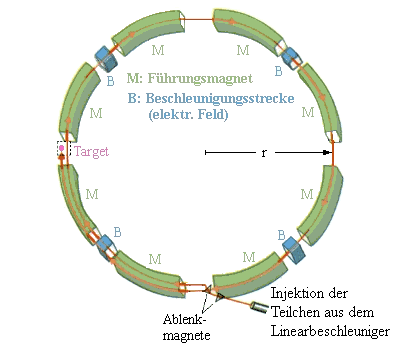 M
M
B
B
M: Führungsmagnet
B: Beschleunigungsstrecke
(elektr. Feld)
M
M
Target
r
M
M
B
B
M
M
Injektion der
Teilchen aus dem
Linearbeschleuniger
Ablenk-
magnete